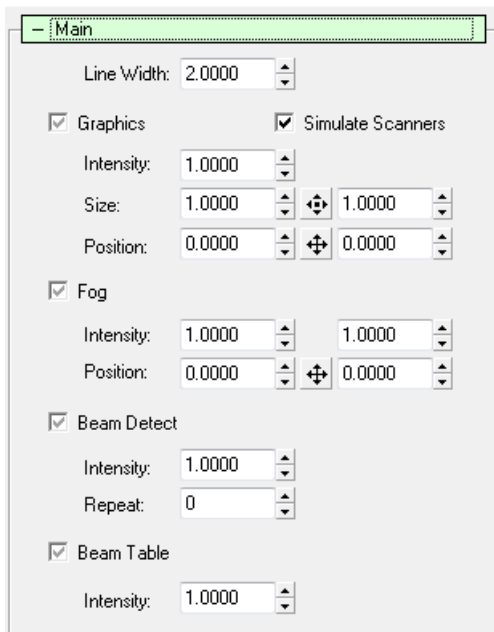 Main
Line Width: 2.0000
Graphics Simulate Scanners
Intensity: 1.0000
Size: 1.0000 1.0000
Position: 0.0000 0.0000
Fog
Intensity: 1.0000 1.0000
Position: 0.0000 0.0000
Beam Detect
Intensity: 1.0000
Repeat: 0
Beam Table
Intensity: 1.0000